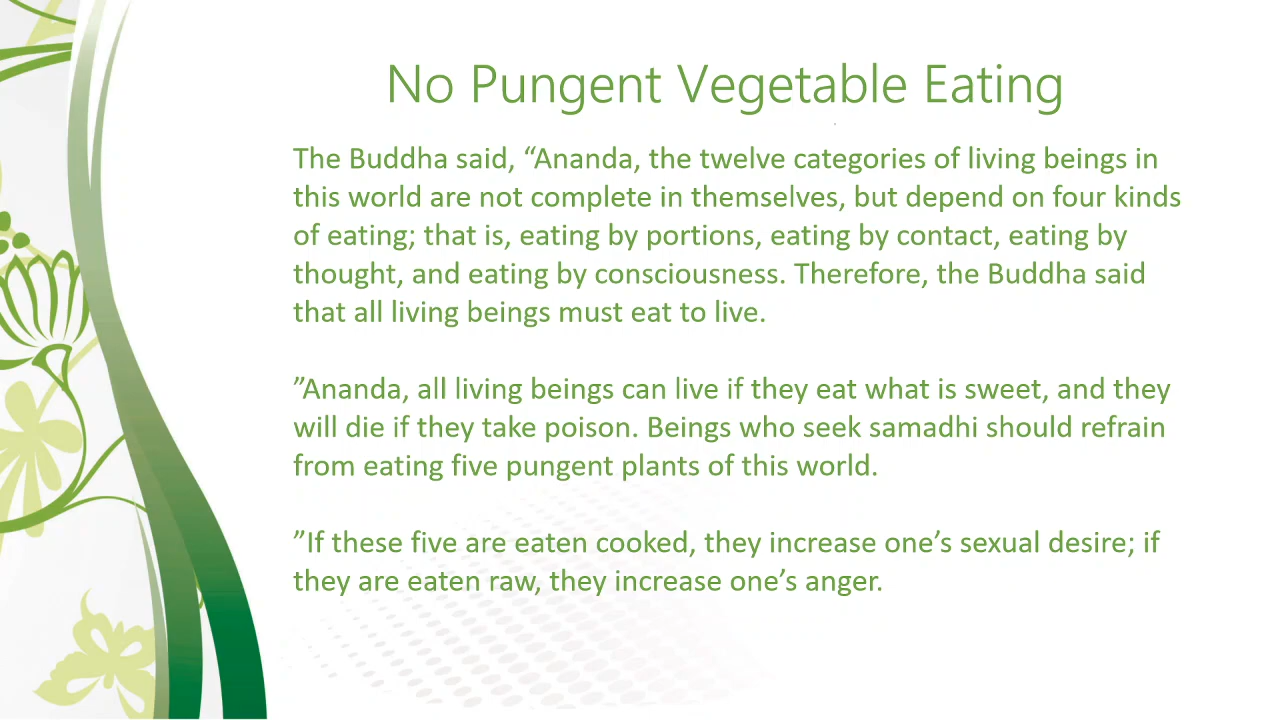 No Pungent Vegetable Eating
The Buddha said, “Ananda, the twelve categories of living beings in
this world are not complete in themselves, but depend on four kinds
of eating; that is, eating by portions, eating by contact, eating by
thought, and eating by consciousness. Therefore, the Buddha said
that all living beings must eat to live.
”Ananda, all living beings can live if they eat what is sweet, and they
will die if they take poison. Beings who seek samadhi should refrain
from eating five pungent plants of this world.
”If these five are eaten cooked, they increase one’s sexual desire; if
they are eaten raw, they increase one’s anger.